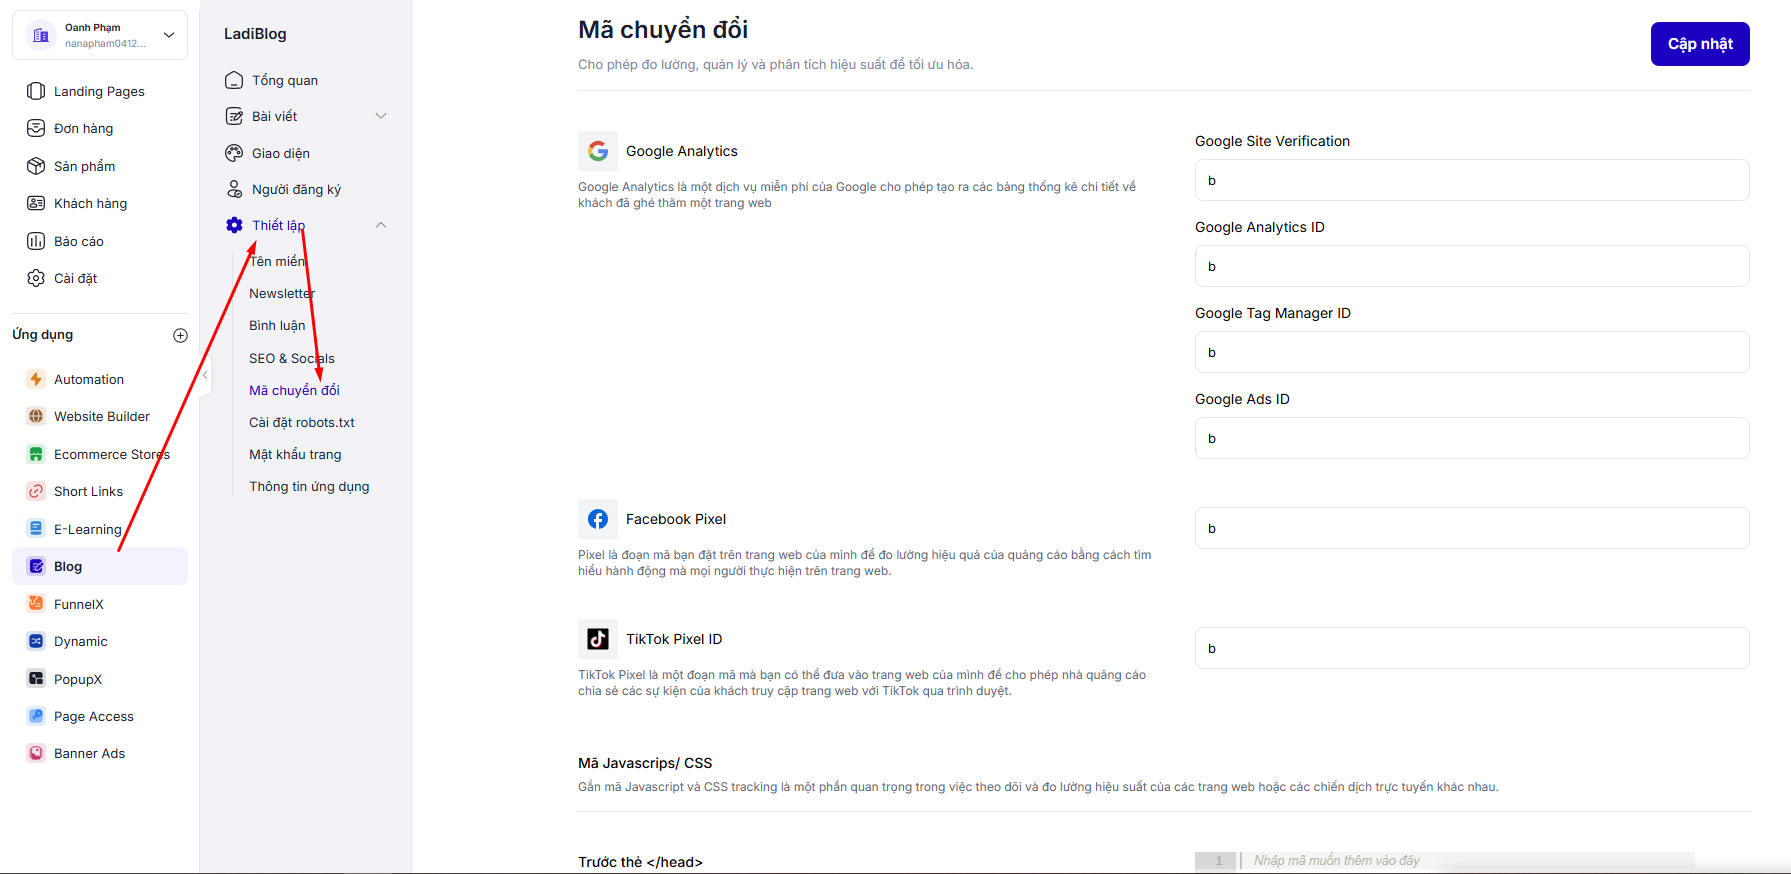 Oanh Phạm
nanapham0412...
Landing Pages
Đơn hàng
Sản phẩm
Khách hàng
Báo cáo
Cài đặt
Ứng dụng
Automation
Website Builder
Ecommerce Stores
Short Links
E-Learning
Blog
FunnelX
Dynamic
PopupX
Page Access
Banner Ads
LadiBlog
Tổng quan
Bài viết
Giao diện
Người đăng ký
Thiết lập
Tên miền
Newsletter
Bình luận
SEO & Socials
Mã chuyển đổi
Cài đặt robots.txt
Mật khẩu trang
Thông tin ứng dụng
Mã chuyển đổi
Cho phép đo lường, quản lý và phân tích hiệu suất để tối ưu hóa.
Cập nhật
Google Analytics
Google Analytics là một dịch vụ miễn phí của Google cho phép tạo ra các bảng thống kê chi tiết về
khách đã ghé thăm một trang web
Google Site Verification
b
Google Analytics ID
b
Google Tag Manager ID
b
Google Ads ID
b
Facebook Pixel
Pixel là đoạn mã bạn đặt trên trang web của mình để đo lường hiệu quả của quảng cáo bằng cách tìm
hiểu hành động mà mọi người thực hiện trên trang web.
b
TikTok Pixel ID
TikTok Pixel là một đoạn mã mà bạn có thể đưa vào trang web của mình để cho phép nhà quảng cáo
chia sẻ các sự kiện của khách truy cập trang web với TikTok qua trình duyệt.
b
Mã Javascrips/ CSS
Gắn mã Javascript và CSS tracking là một phần quan trọng trong việc theo dõi và đo lường hiệu suất của các trang web hoặc các chiến dịch trực tuyến khác nhau.
Trước thẻ </head>
1
Nhập mã muốn thêm vào đây